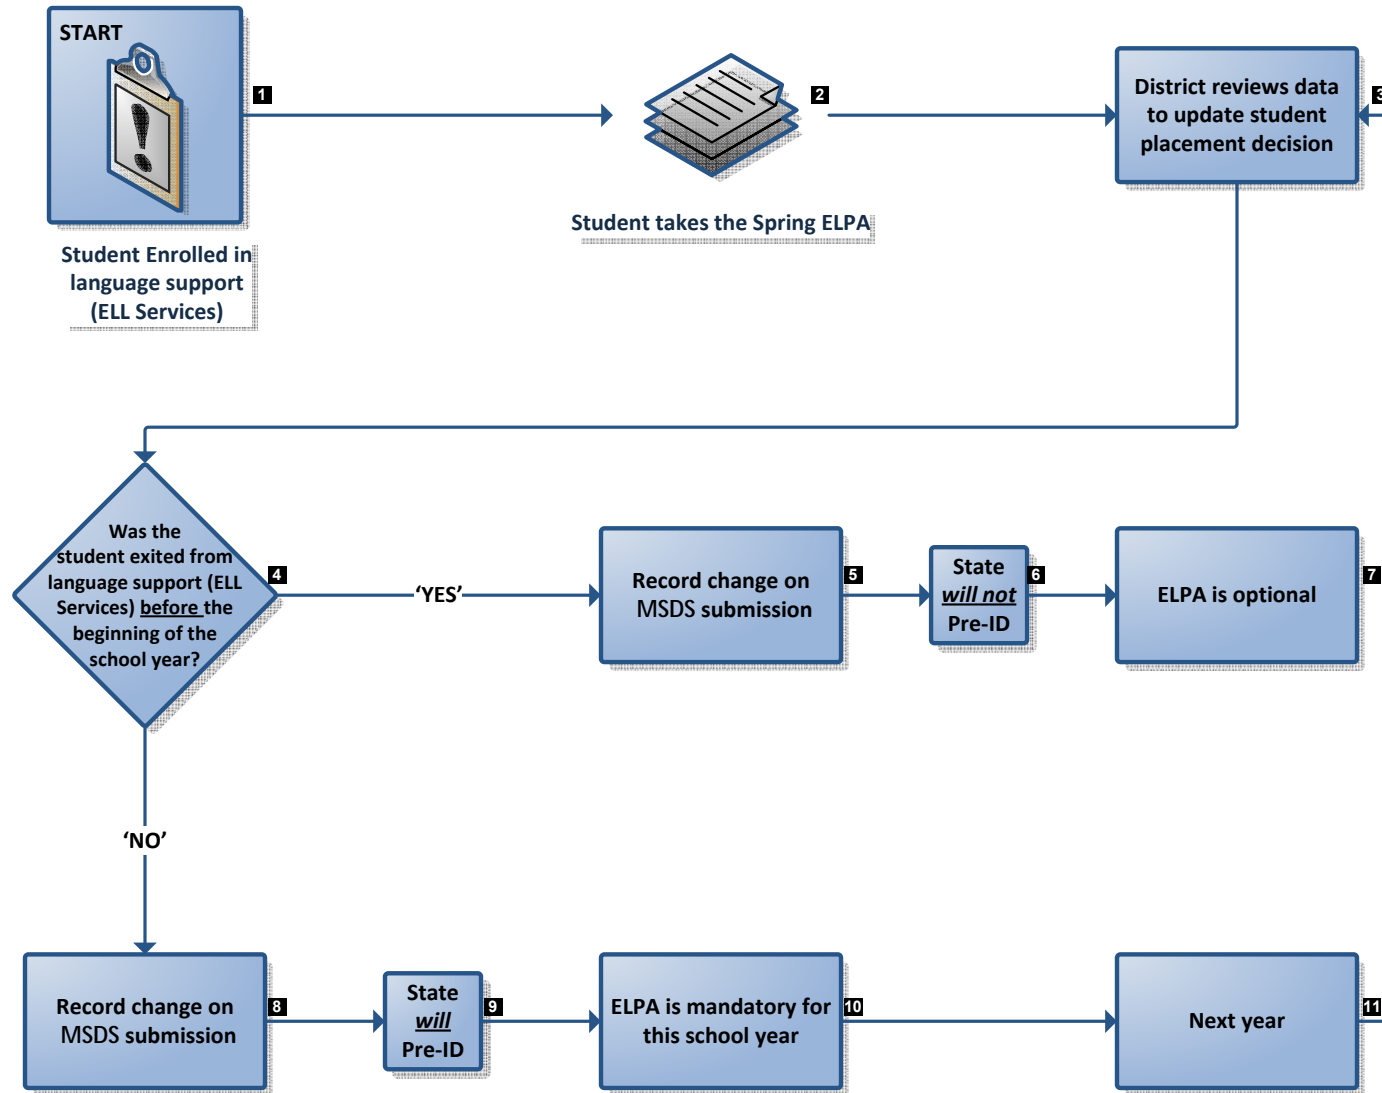 START
1
Student Enrolled in
language support
(ELL Services)
2
Student takes the Spring ELPA
District reviews data
to update student
placement decision
3
Was the
student exited from
language support (ELL
Services) before the
beginning of the
school year?
4
‘YES’
Record change on
MSDS submission
5
State
will not
Pre-ID
6
ELPA is optional
7
‘NO’
Record change on
MSDS submission
8
State
will
Pre-ID
9
ELPA is mandatory for
this school year
10
Next year
11